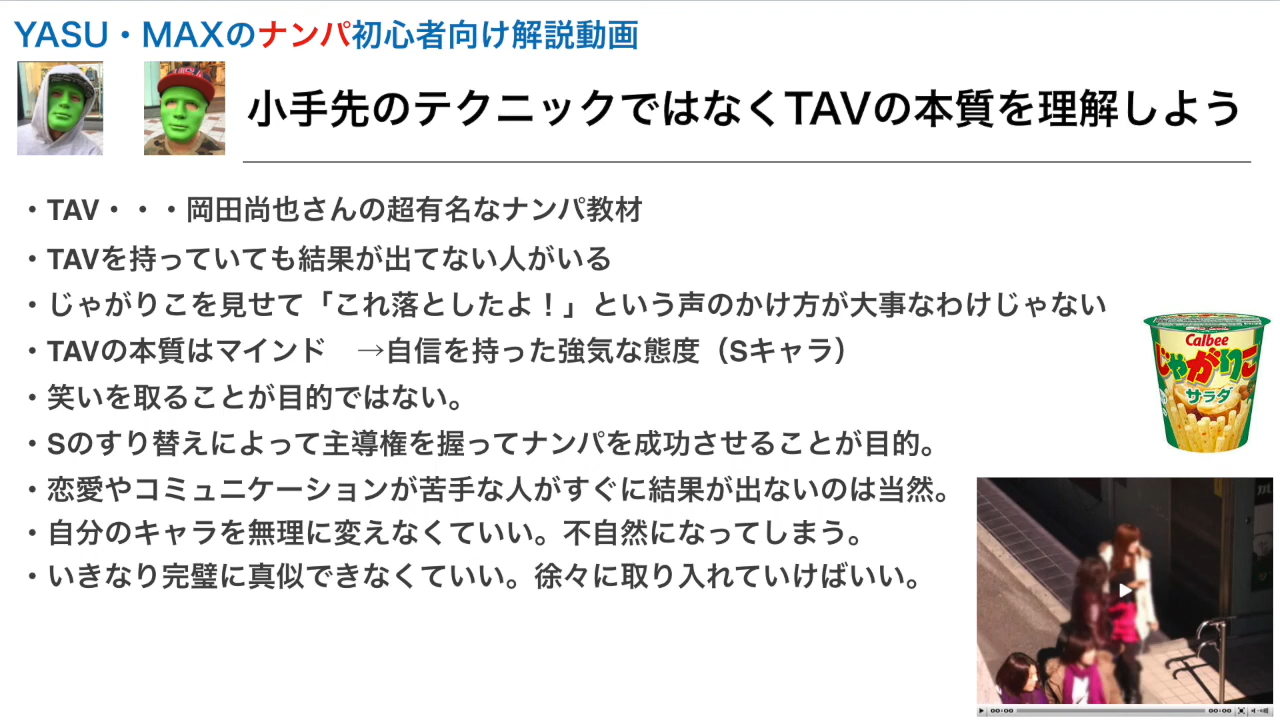 YASU・MAXのナンパ初心者向け解説動画
小手先のテクニックではなくTAVの本質を理解しよう
・TAV・・・岡田尚也さんの超有名なナンパ教材
・TAVを持っていても結果が出てない人がいる
・じゃがりこを見せて「これ落としたよ！」という声のかけ方が大事なわけじゃない
・TAVの本質はマインド　→自信を持った強気な態度（Sキャラ）
・笑いを取ることが目的ではない。
・Sのすり替えによって主導権を握ってナンパを成功させることが目的。
・恋愛やコミュニケーションが苦手な人がすぐに結果が出ないのは当然。
・自分のキャラを無理に変えなくていい。不自然になってしまう。
・いきなり完璧に真似できなくていい。徐々に取り入れていけばいい。
Calbee
じゃがりこ
サラダ
00:00
00:00